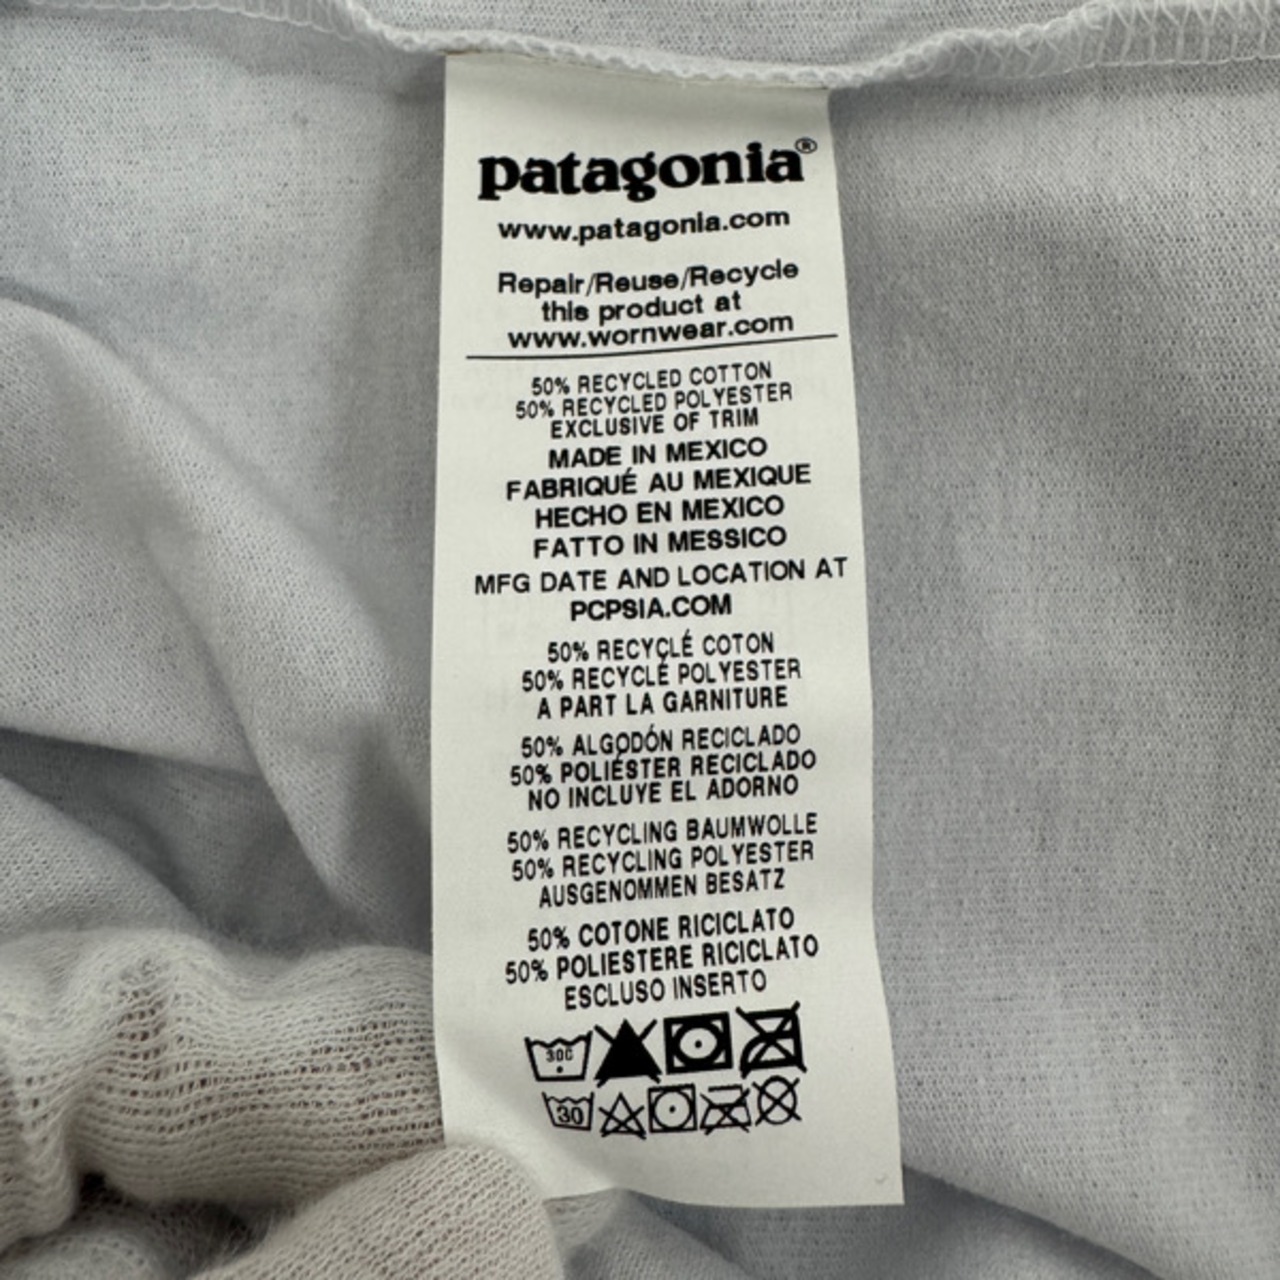 patagonia®
www.patagonia.com
Repair/Reuse/Recycle
this product at
www.wornwear.com
50% RECYCLED COTTON
50% RECYCLED POLYESTER
EXCLUSIVE OF TRIM
MADE IN MEXICO
FABRIQUÉ AU MEXIQUE
HECHO EN MEXICO
FATTO IN MESSICO
MFG DATE AND LOCATION AT
PCPSIA.COM
50% RECYCLÉ COTON
50% RECYCLÉ POLYESTER
A PART LA GARNITURE
50% ALGODÓN RECICLADO
50% POLIÉSTER RECICLADO
NO INCLUYE EL ADORNO
50% RECYCLING BAUMWOLLE
50% RECYCLING POLYESTER
AUSGENOMMEN BESATZ
50% COTONE RICICLATO
50% POLIESTERE RICICLATO
ESCLUSO INSERTO
30C
30